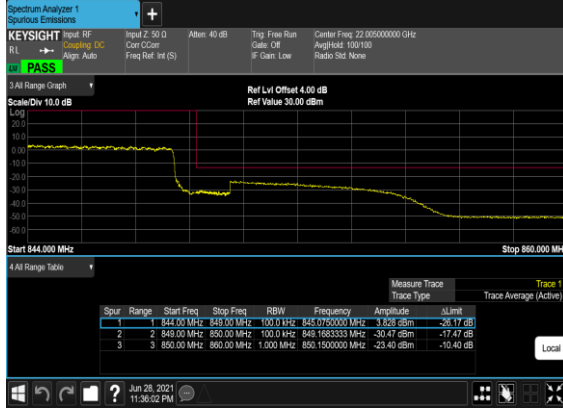 Spectrum Analyzer 1
Spurious Emissions
+
KEYSIGHT Input: RF Input Z: 50 Ω Atten: 40 dB Trig: Free Run Center Freq: 22.005000000 GHz
RL Coupling: DC Corr CCorr Gate: Off Avg|Hold: 100/100
Align: Auto Freq Ref: Int (S) IF Gain: Low Radio Std: None
PASS
3 All Range Graph
Ref Lvl Offset 4.00 dB
Scale/Div 10.0 dB Ref Value 30.00 dBm
Log
20.0
10.0
0.00
-10.0
-20.0
-30.0
-40.0
-50.0
-60.0
Start 844.000 MHz Stop 860.000 MH
4 All Range Table
Measure Trace Trace 1
Trace Type Trace Average (Active)
Spur Range Start Freq Stop Freq RBW Frequency Amplitude ΔLimit
1 1 844.00 MHz 849.00 MHz 100.0 kHz 845.0750000 MHz 3.828 dBm -26.17 dB
2 2 849.00 MHz 850.00 MHz 100.0 kHz 849.1683333 MHz -30.47 dBm -17.47 dB
3 3 850.00 MHz 860.00 MHz 1.000 MHz 850.1500000 MHz -23.40 dBm -10.40 dB
Local
?
Jun 28, 2021
11:36:02 PM